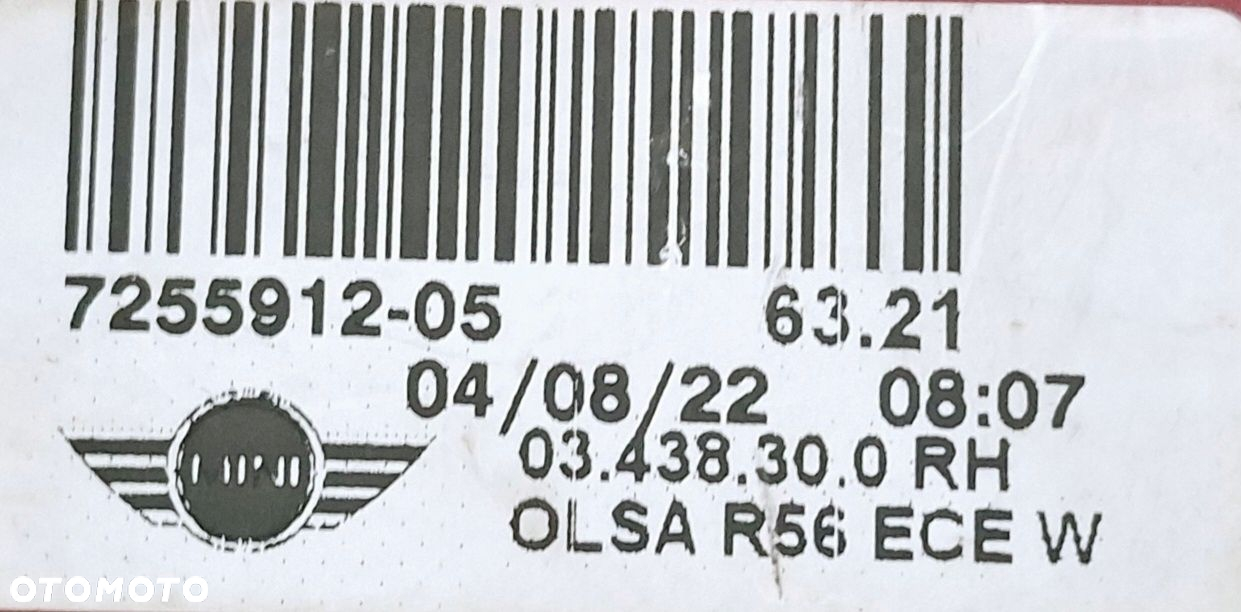 7255912-05 63.21
04/08/22 08:07
03.438.30.0 RH
OLSA R56 ECE W
OTOMOTO